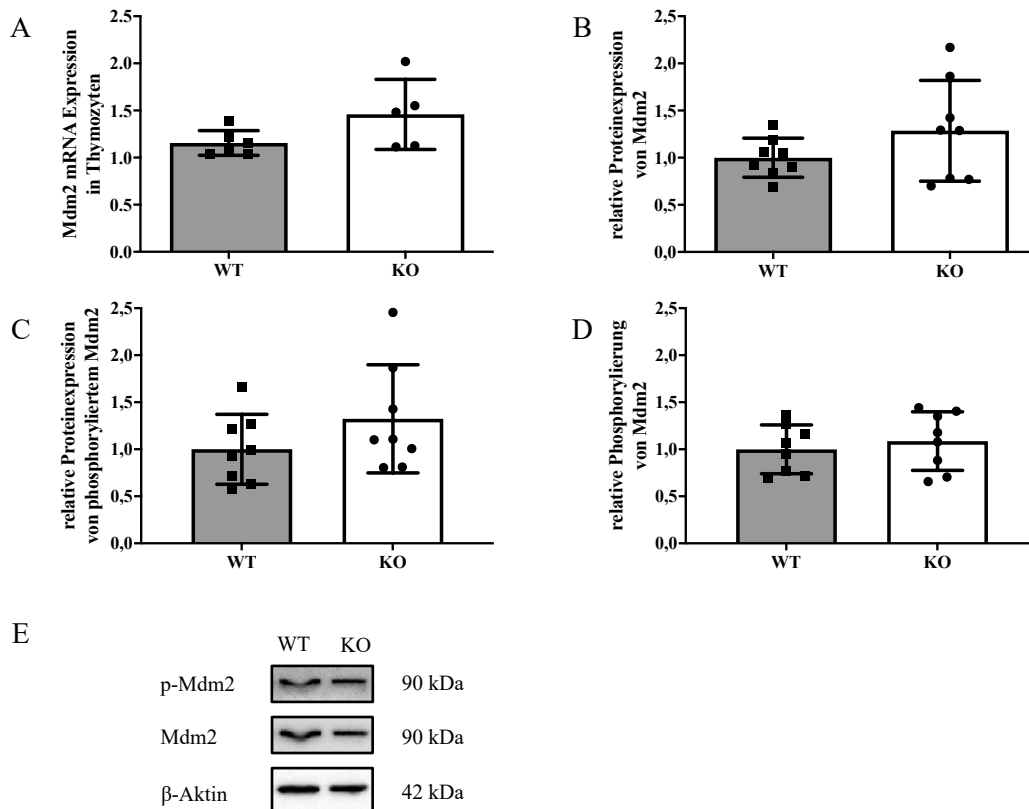 A
Mdm2 mRNA Expression
in Thymozyten
2.5
2.0
1.5
1.0
0.5
0.0
WT
KO
B
relative Proteinexpression
von Mdm2
2,5
2,0
1,5
1,0
0,5
0,0
WT
KO
C
relative Proteinexpression
von phosphoryliertem Mdm2
2,5
2,0
1,5
1,0
0,5
0,0
WT
KO
D
relative Phosphorylierung
von Mdm2
2,5
2,0
1,5
1,0
0,5
0,0
WT
KO
E
WT KO
p-Mdm2 90 kDa
Mdm2 90 kDa
β-Aktin 42 kDa